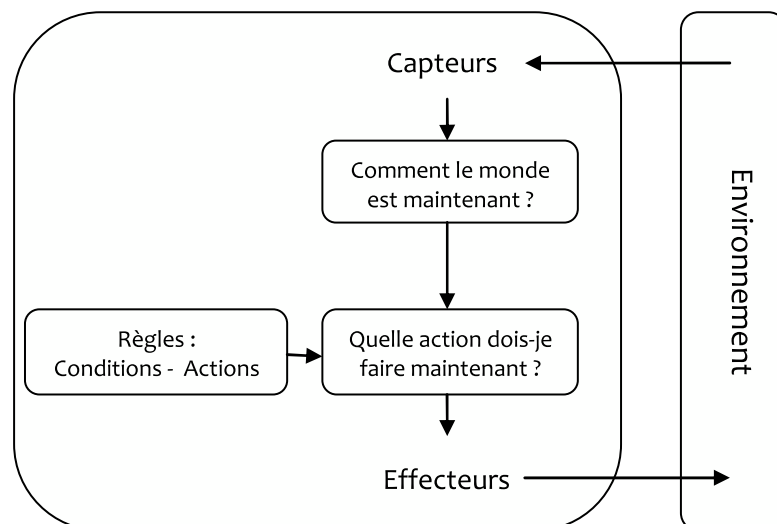 Capteurs
Comment le monde
est maintenant ?
Environnement
Règles :
Conditions - Actions
Quelle action dois-je
faire maintenant ?
Effecteurs